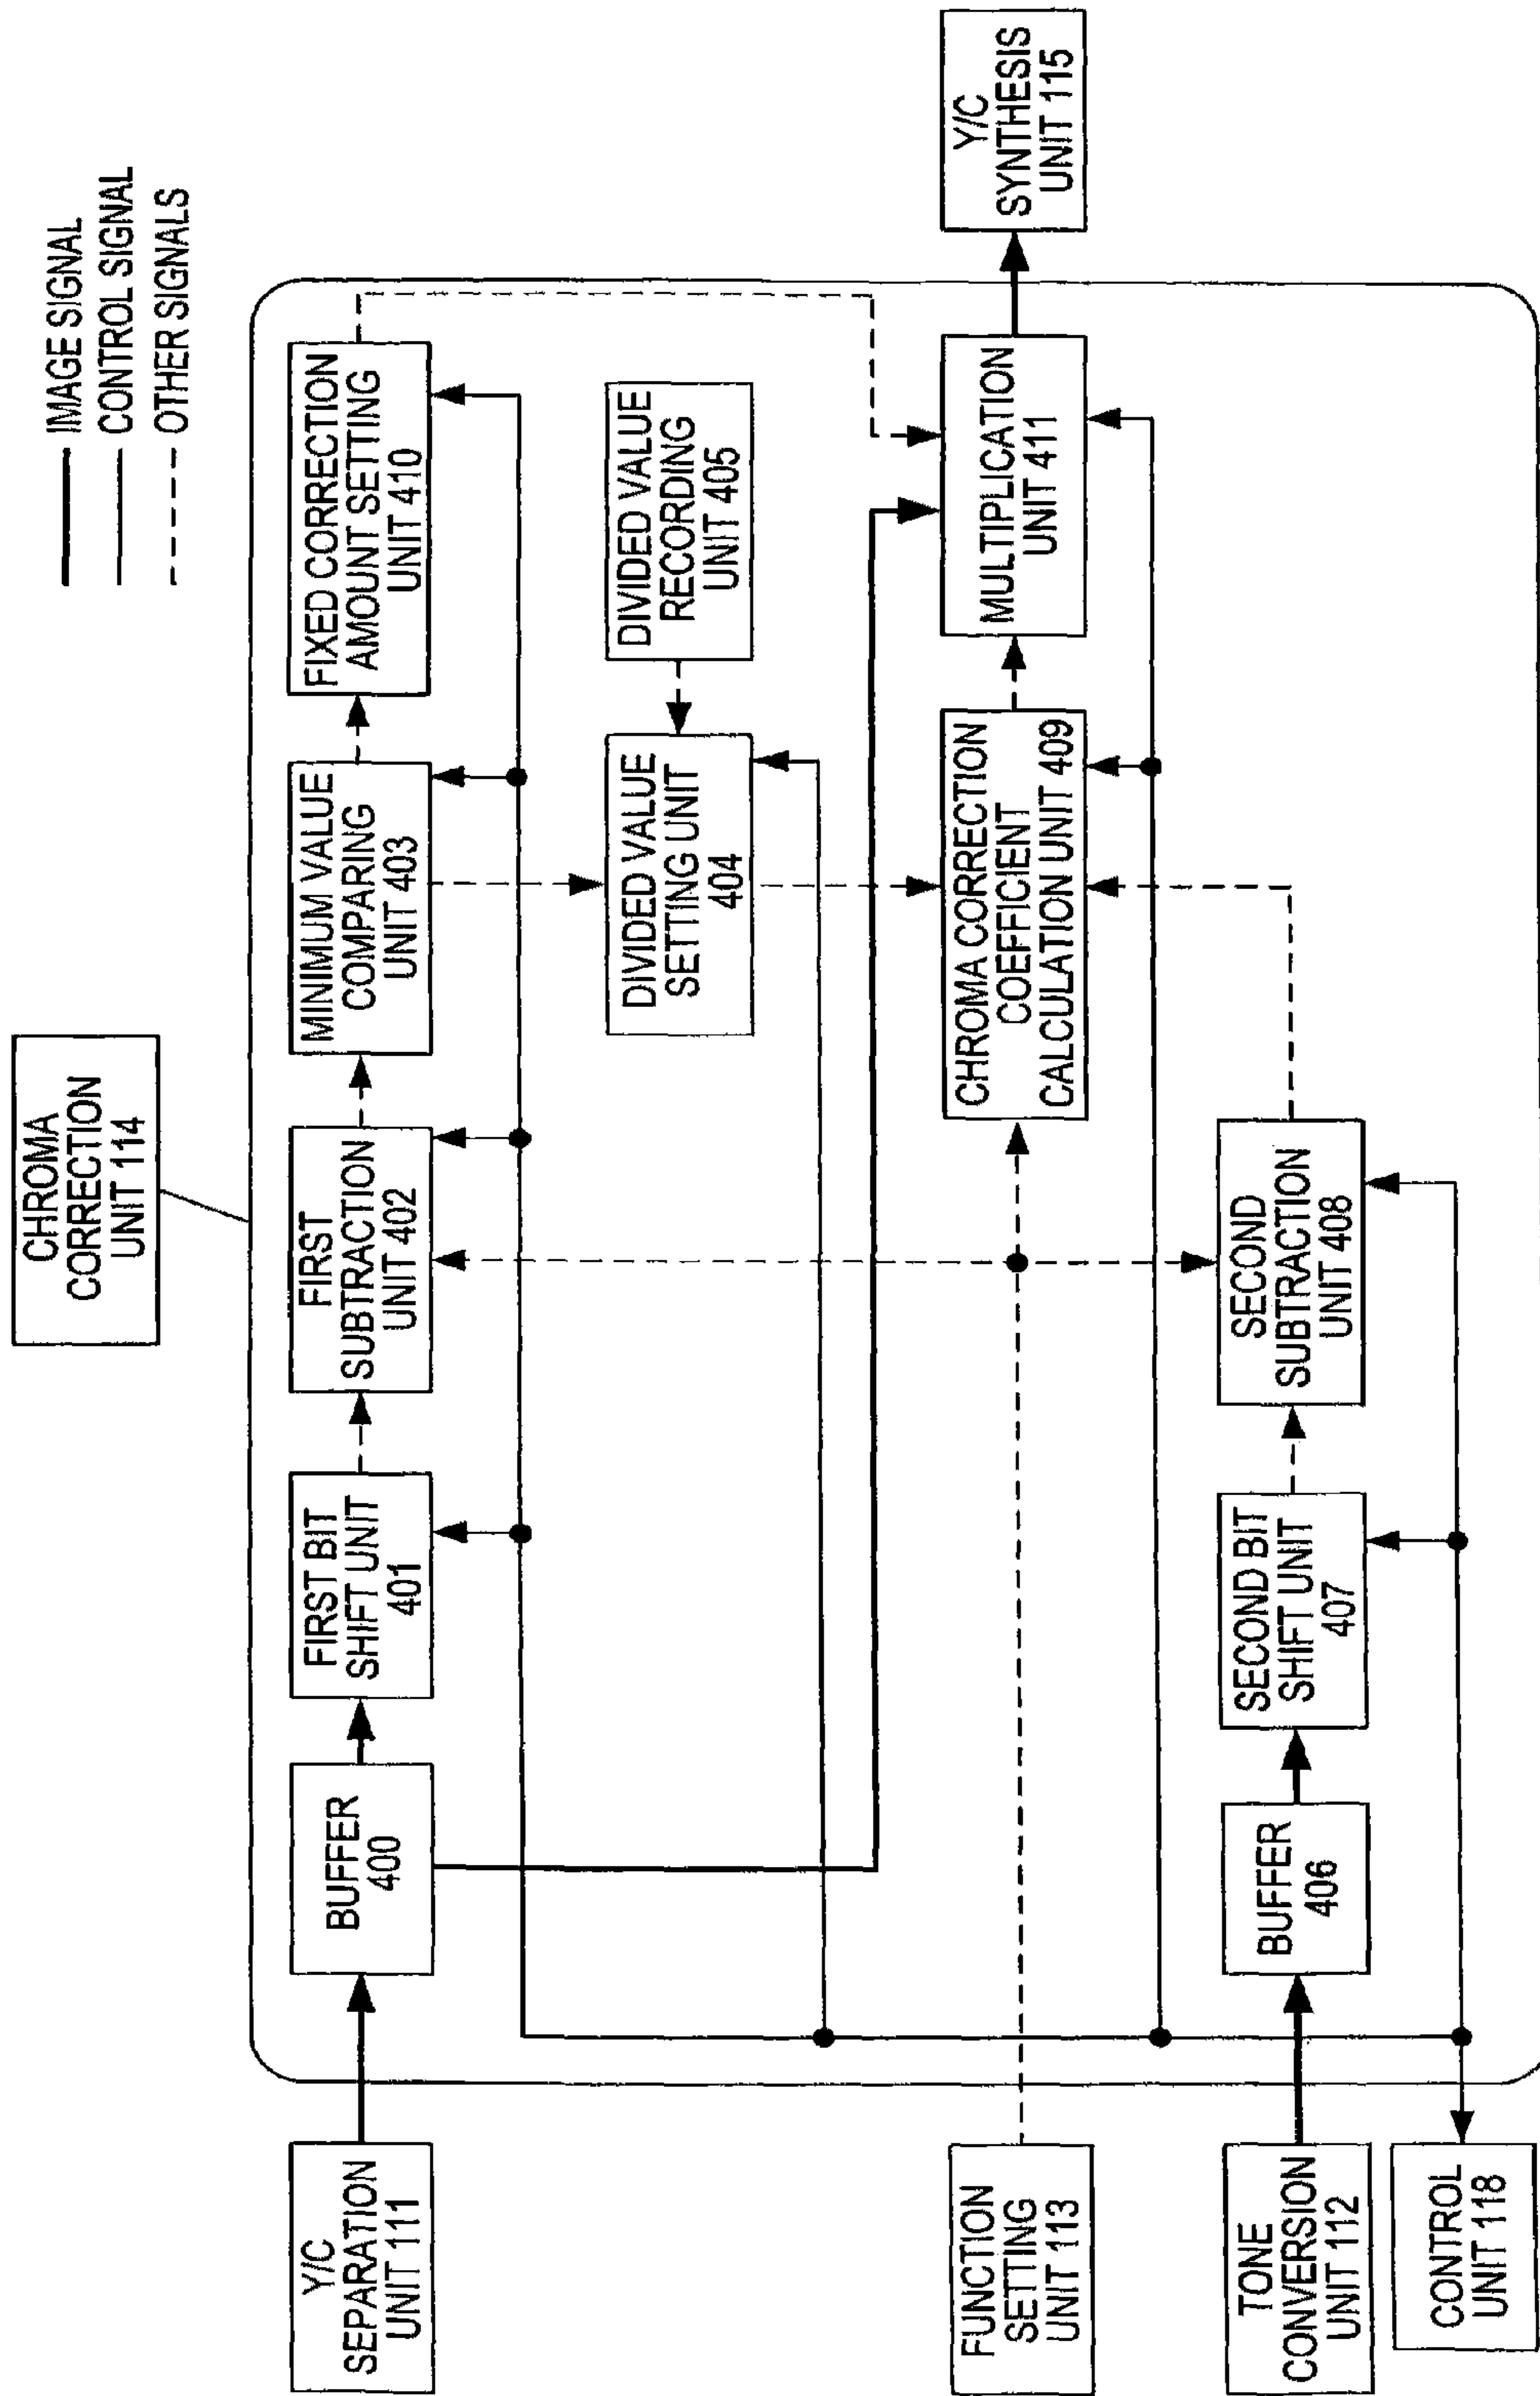 CHROMA
CORRECTION
UNIT 114
IMAGE SIGNAL
CONTROL SIGNAL
OTHER SIGNALS
Y/C
SEPARATION
UNIT 111
BUFFER
400
FIRST BIT
SHIFT UNIT
401
FIRST
SUBTRACTION
UNIT 402
MINIMUM VALUE
COMPARING
UNIT 403
FIXED CORRECTION
AMOUNT SETTING
UNIT 410
DIVIDED VALUE
SETTING UNIT
404
DIVIDED VALUE
RECORDING
UNIT 405
FUNCTION
SETTING
UNIT 113
CHROMA CORRECTION
COEFFICIENT
CALCULATION UNIT 409
MULTIPLICATION
UNIT 411
Y/C
SYNTHESIS
UNIT 115
TONE
CONVERSION
UNIT 112
BUFFER
406
SECOND BIT
SHIFT UNIT
407
SECOND
SUBTRACTION
UNIT 408
CONTROL
UNIT 118